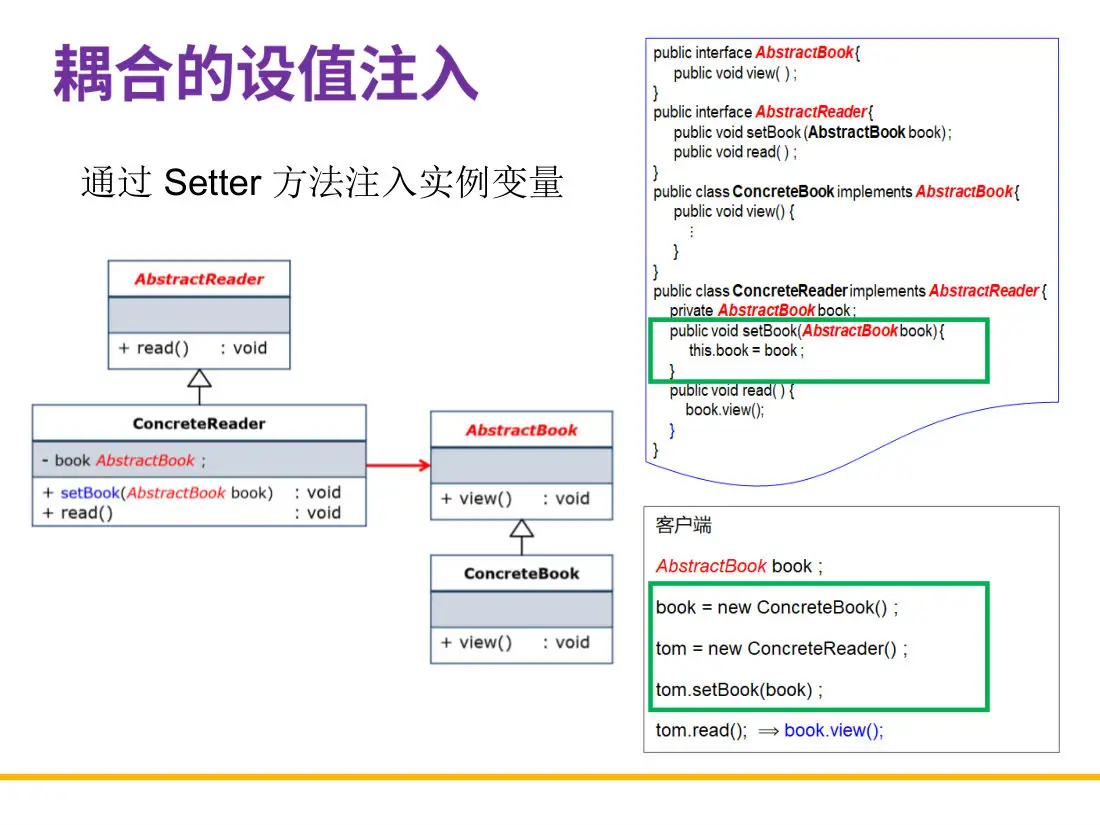 耦合的设值注入
通过 Setter 方法注入实例变量
AbstractReader
+ read() : void
ConcreteReader
- book AbstractBook ;
+ setBook(AbstractBook book) : void
+ read() : void
AbstractBook
+ view() : void
ConcreteBook
+ view() : void
public interface AbstractBook{
public void view( ) ;
}
public interface AbstractReader{
public void setBook (AbstractBook book) ;
public void read( ) ;
}
public class ConcreteBook implements AbstractBook{
public void view() {
⋮
}
}
public class ConcreteReader implements AbstractReader{
private AbstractBook book ;
public void setBook(AbstractBook book){
this.book = book ;
}
public void read( ) {
book.view();
}
}
客户端
AbstractBook book ;
book = new ConcreteBook() ;
tom = new ConcreteReader() ;
tom.setBook(book) ;
tom.read(); ⟹ book.view();